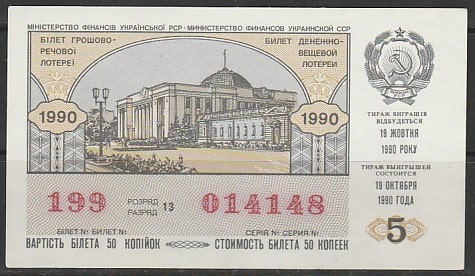 МІНІСТЕРСТВО ФІНАНСІВ УКРАЇНСЬКОЇ РСР · МИНИСТЕРСТВО ФИНАНСОВ УКРАИНСКОЙ ССР
БІЛЕТ ГРОШОВО-
РЕЧОВОЇ
ЛОТЕРЕЇ
БИЛЕТ ДЕНЕЖНО-
ВЕЩЕВОЙ
ЛОТЕРЕИ
1990
1990
199
РОЗРЯД
РАЗРЯД 13
014148
БІЛЕТ № БИЛЕТ №
СЕРІЯ № СЕРИЯ №
ВАРТІСТЬ БІЛЕТА 50 КОПІЙОК
СТОИМОСТЬ БИЛЕТА 50 КОПЕЕК
ТИРАЖ ВИГРАШІВ
ВІДБУДЕТЬСЯ
19 ЖОВТНЯ
1990 РОКУ
ТИРАЖ ВЫИГРЫШЕЙ
СОСТОИТСЯ
19 ОКТЯБРЯ
1990 ГОДА
5